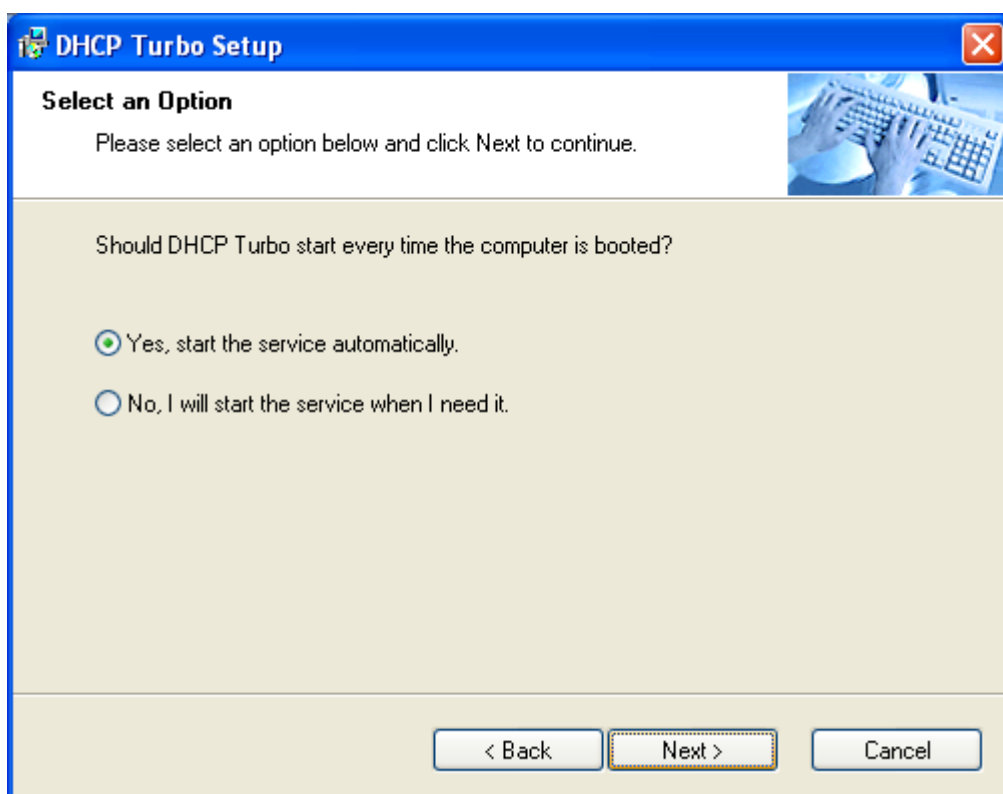 DHCP Turbo Setup
Select an Option
Please select an option below and click Next to continue.
Should DHCP Turbo start every time the computer is booted?
Yes, start the service automatically.
No, I will start the service when I need it.
< Back
Next >
Cancel